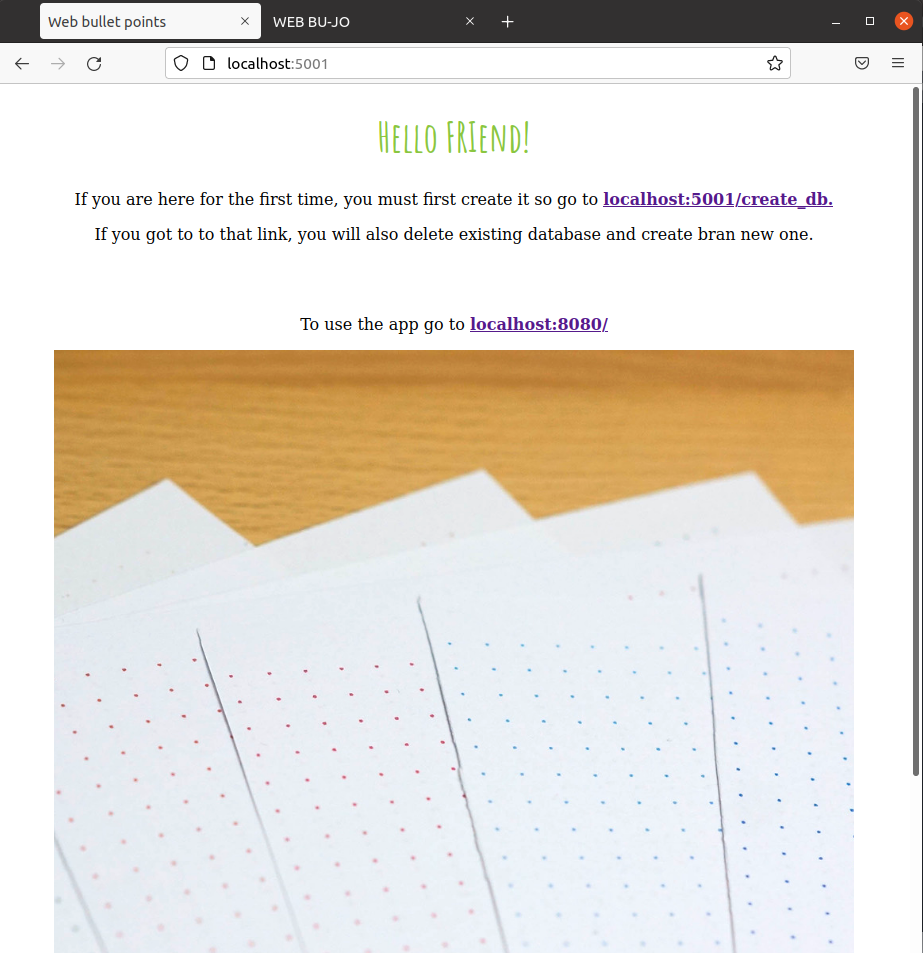 Web bullet points
WEB BU-JO
localhost:5001
Hello FRIend!
If you are here for the first time, you must first create it so go to localhost:5001/create_db.
If you got to to that link, you will also delete existing database and create bran new one.
To use the app go to localhost:8080/